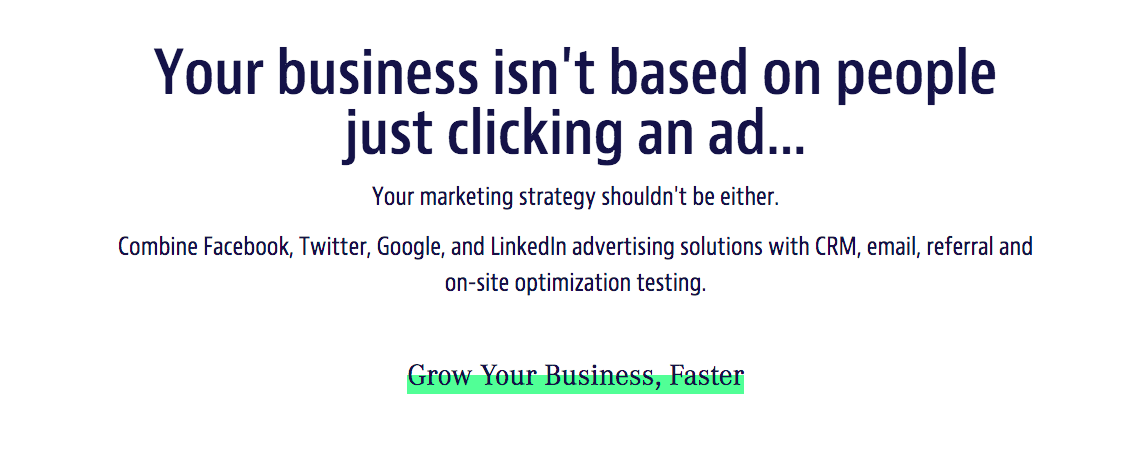 Your business isn't based on people
just clicking an ad...
Your marketing strategy shouldn't be either.
Combine Facebook, Twitter, Google, and LinkedIn advertising solutions with CRM, email, referral and
on-site optimization testing.
Grow Your Business, Faster